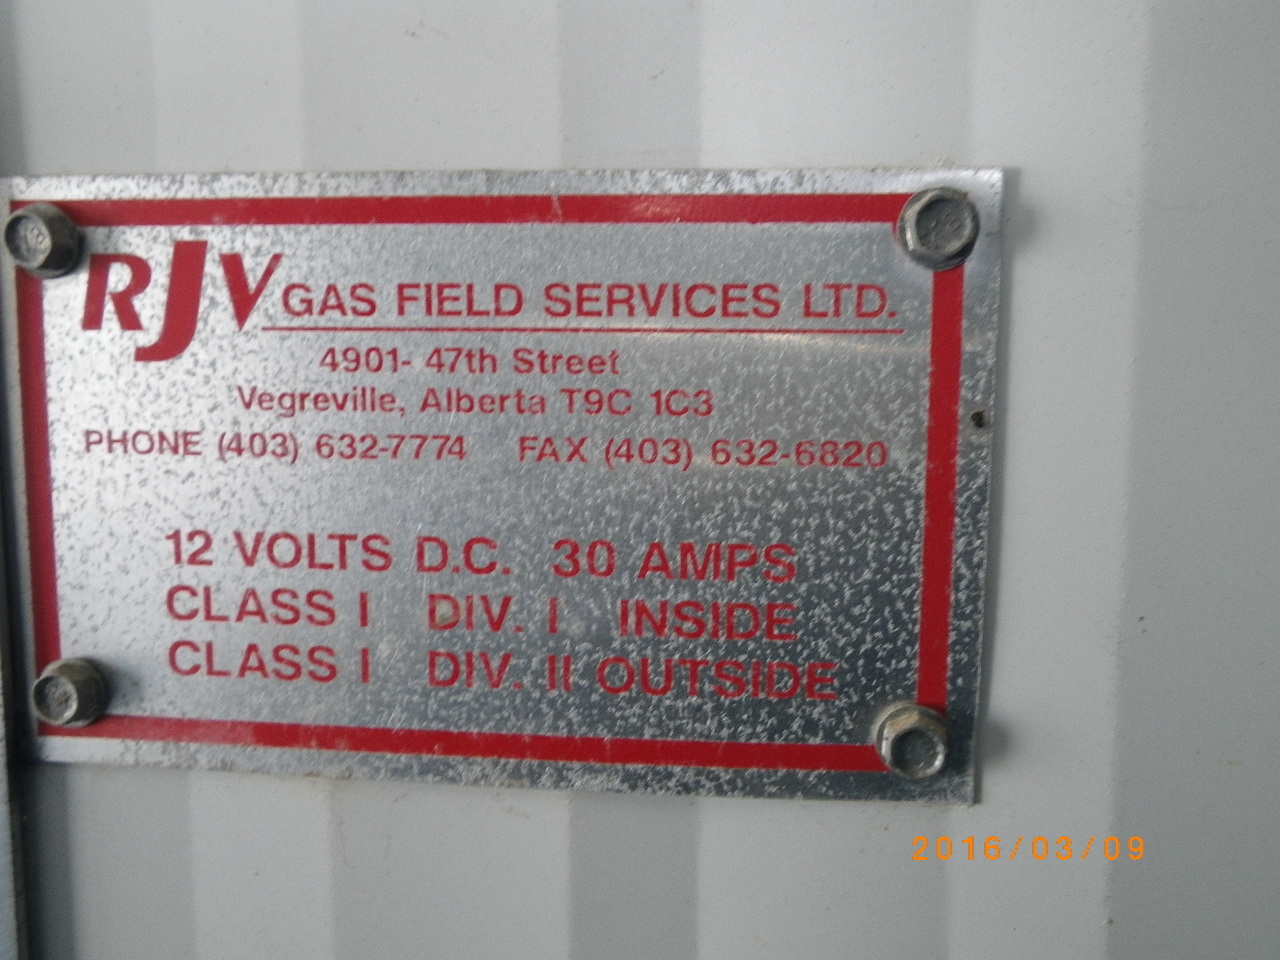 RJV GAS FIELD SERVICES LTD.
4901- 47th Street
Vegreville, Alberta T9C 1C3
PHONE (403) 632-7774 FAX (403) 632-6820
12 VOLTS D.C. 30 AMPS
CLASS I DIV. I INSIDE
CLASS I DIV. II OUTSIDE
2016/03/09